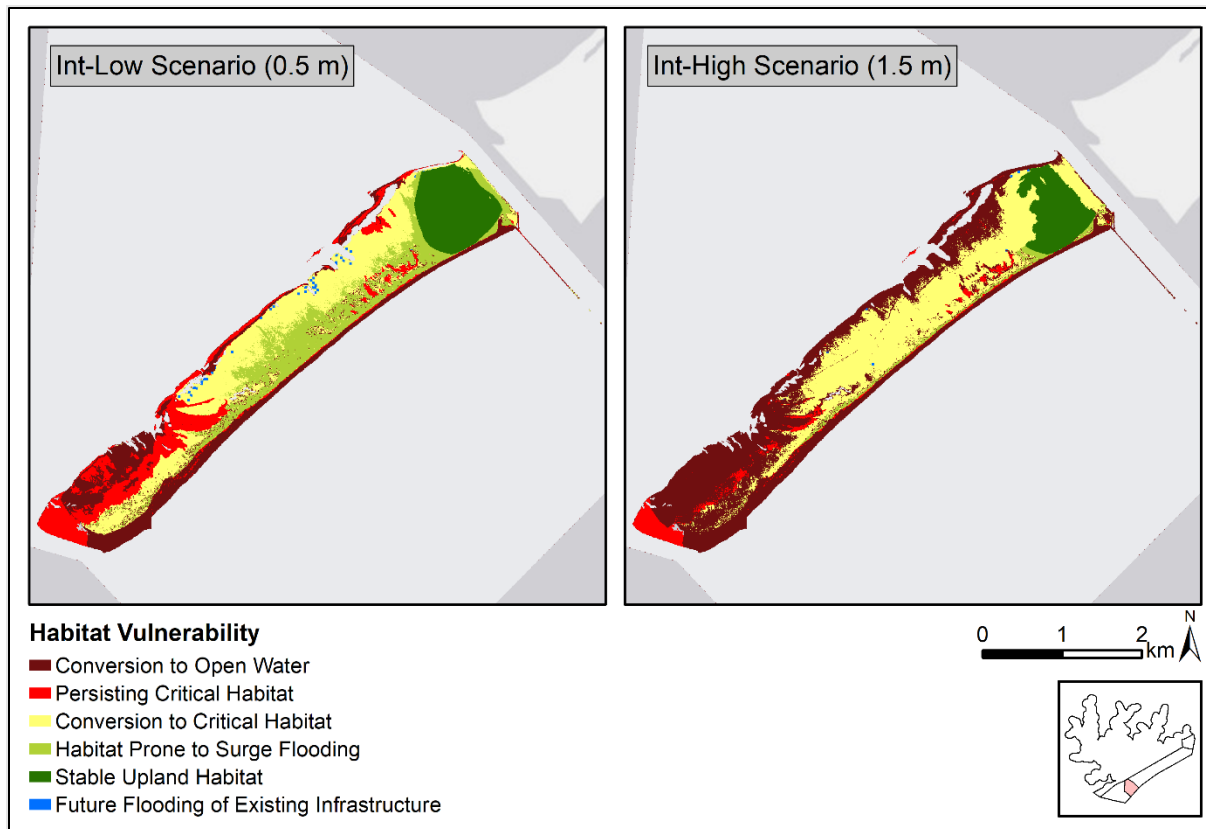 Int-Low Scenario (0.5 m)
Int-High Scenario (1.5 m)
Habitat Vulnerability
Conversion to Open Water
Persisting Critical Habitat
Conversion to Critical Habitat
Habitat Prone to Surge Flooding
Stable Upland Habitat
Future Flooding of Existing Infrastructure
0 1 2
km
N